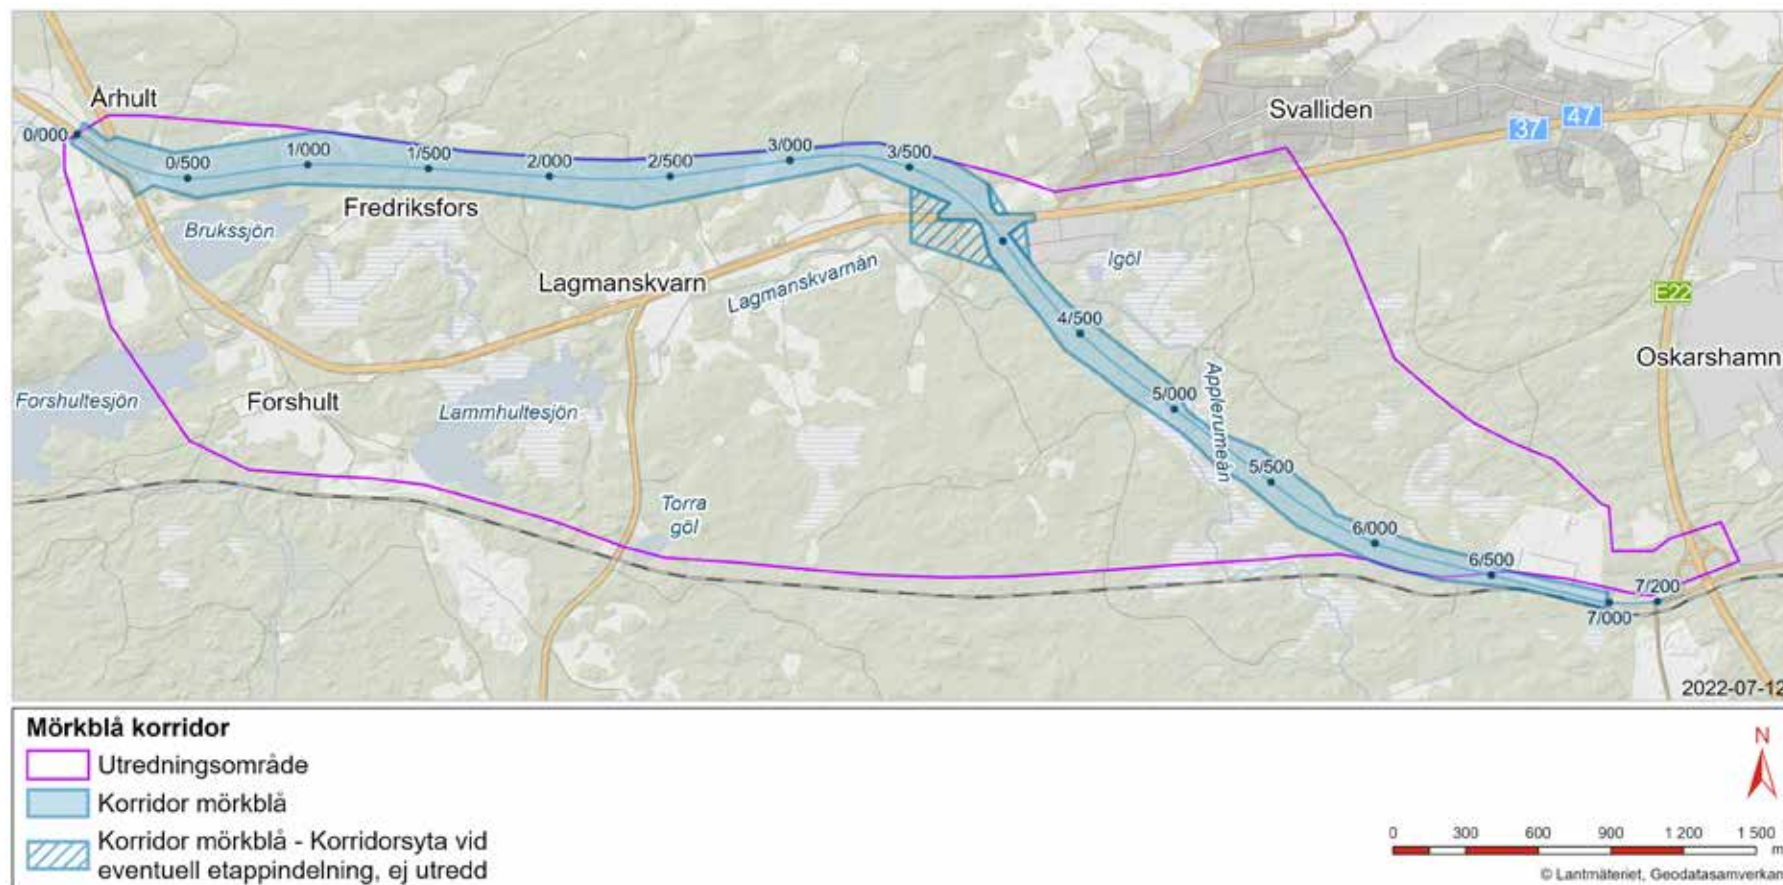 Århult
0/000
0/500
1/000
1/500
2/000
2/500
3/000
3/500
Svalliden
37
47
Fredriksfors
Brukssjön
Lagmanskvarn
Lagmanskvarnån
Igöl
E22
4/500
Oskarshamn
Forshultesjön
Forshult
Lammhultesjön
5/000
Applerumeån
5/500
Torra
göl
6/000
6/500
7/200
7/000
2022-07-12
Mörkblå korridor
Utredningsområde
Korridor mörkblå
Korridor mörkblå - Korridorsyta vid
eventuell etappindelning, ej utredd
N
0 300 600 900 1 200 1 500
m
© Lantmäteriet, Geodatasamverkan